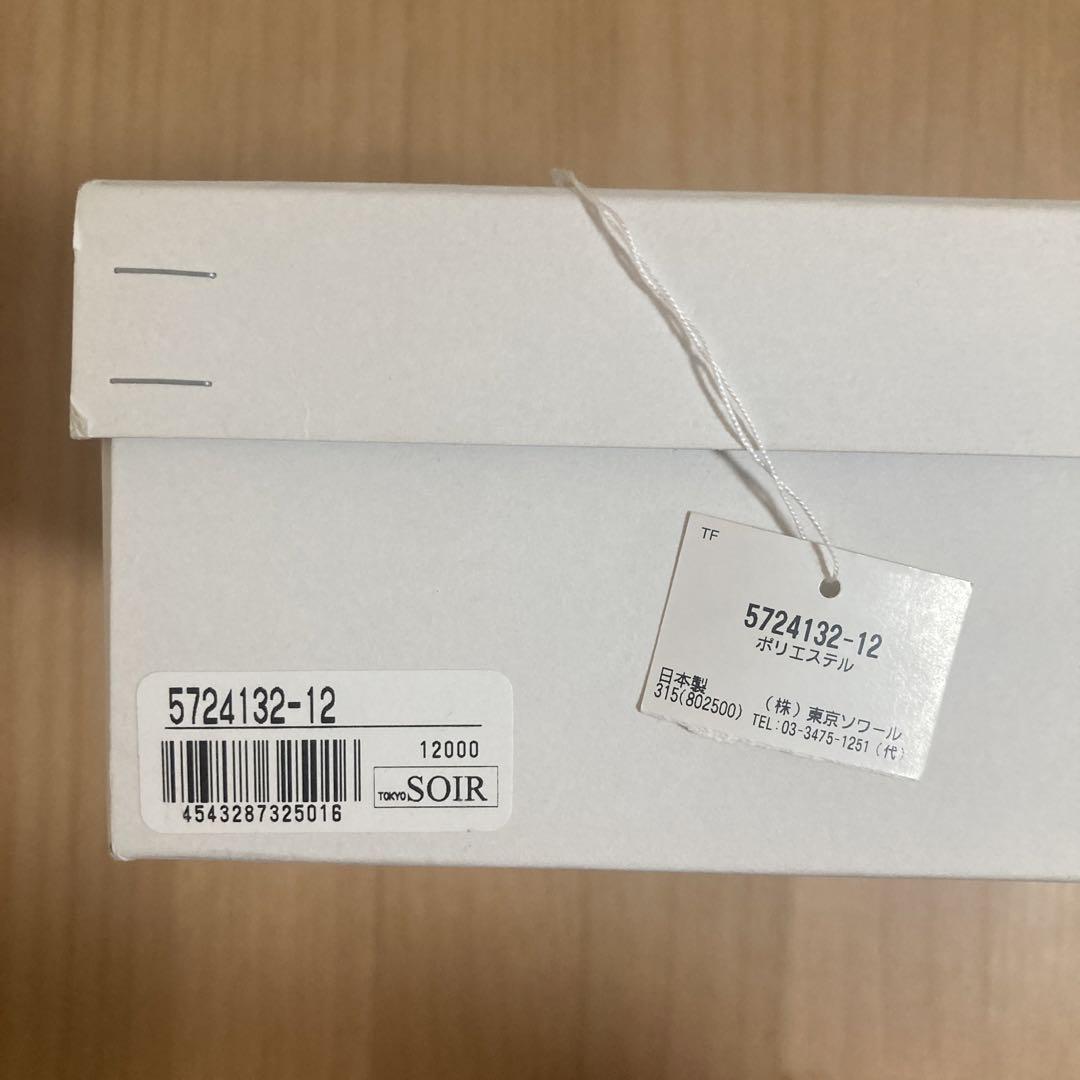 5724132-12
12000
TOKYO SOIR
4543287325016
TF
5724132-12
ポリエステル
日本製
315(802500)
(株)東京ソワール
TEL:03-3475-1251(代)